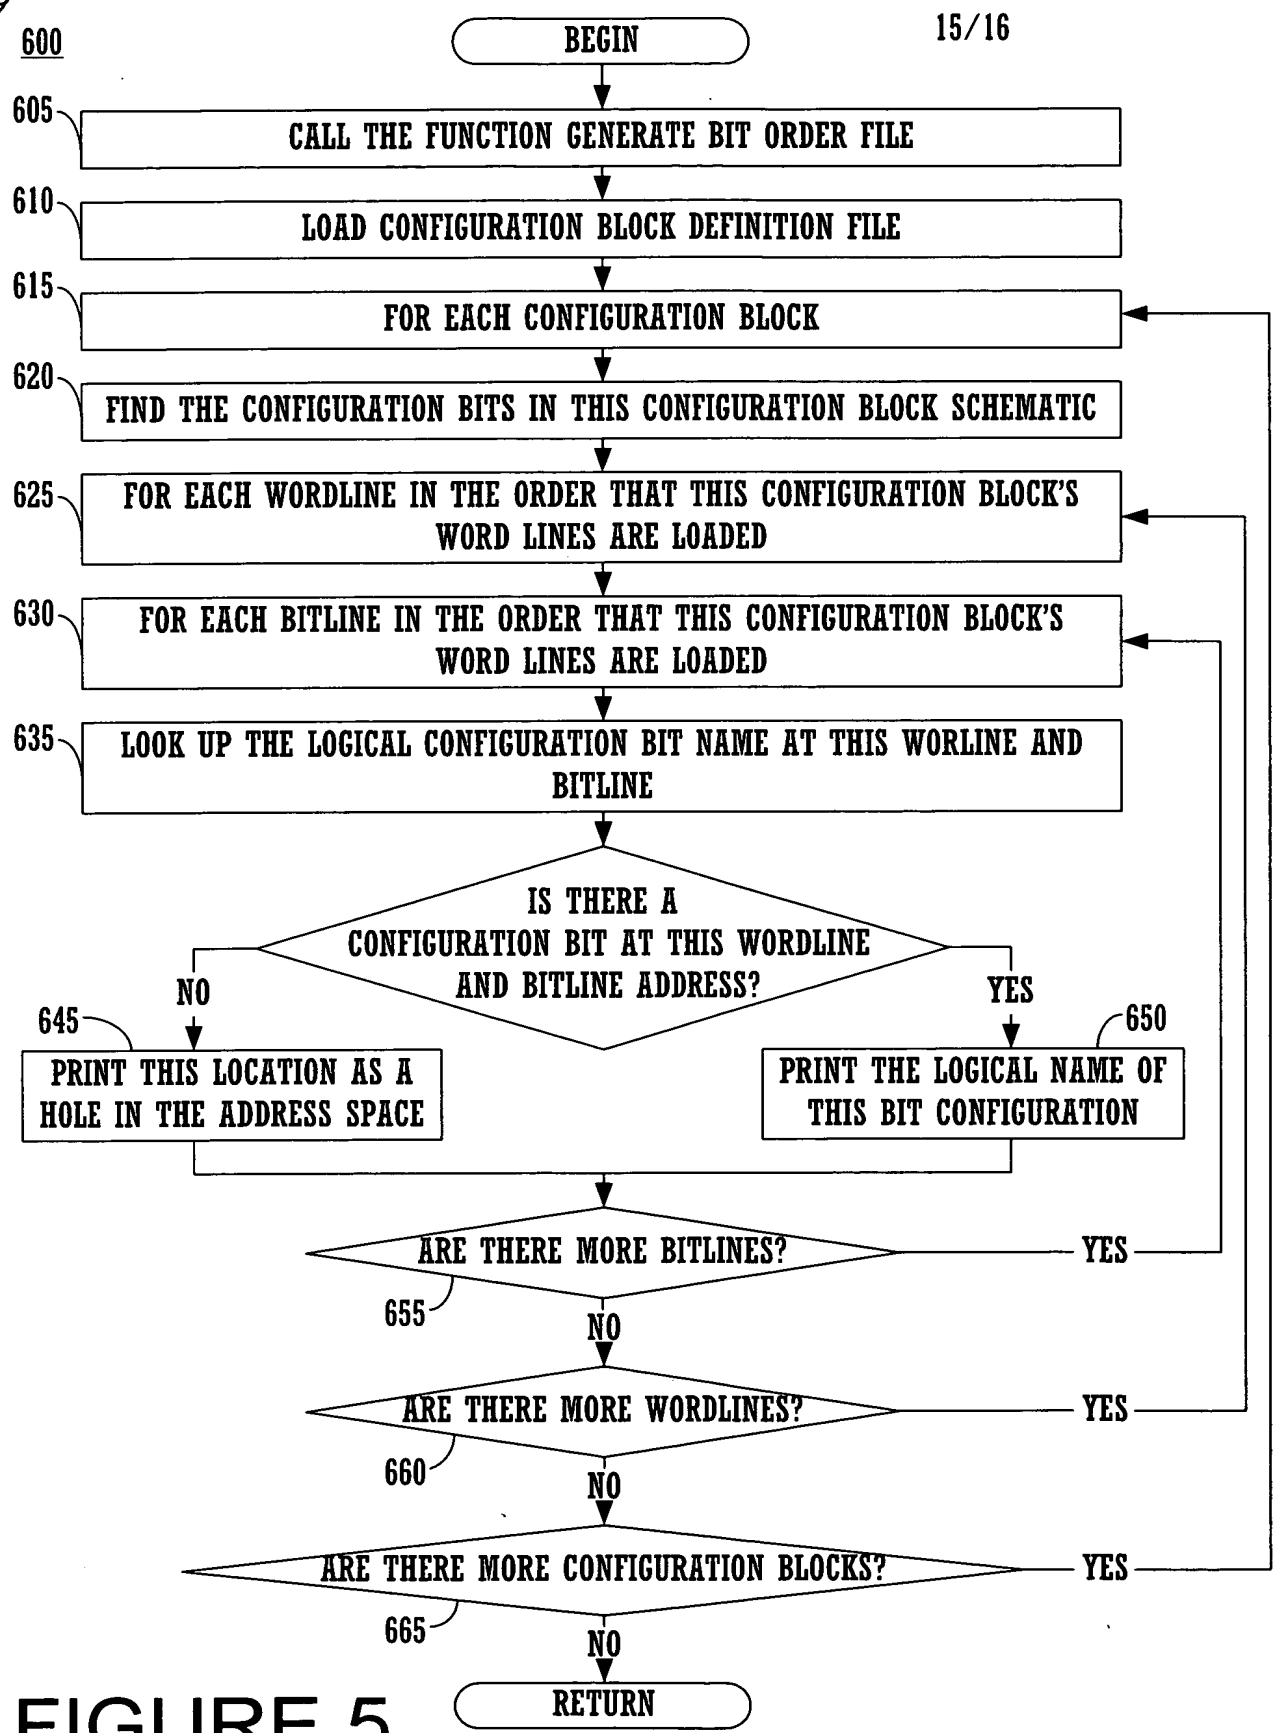 600
BEGIN
15/16
605
CALL THE FUNCTION GENERATE BIT ORDER FILE
610
LOAD CONFIGURATION BLOCK DEFINITION FILE
615
FOR EACH CONFIGURATION BLOCK
620
FIND THE CONFIGURATION BITS IN THIS CONFIGURATION BLOCK SCHEMATIC
625
FOR EACH WORDLINE IN THE ORDER THAT THIS CONFIGURATION BLOCK'S
WORD LINES ARE LOADED
630
FOR EACH BITLINE IN THE ORDER THAT THIS CONFIGURATION BLOCK'S
WORD LINES ARE LOADED
635
LOOK UP THE LOGICAL CONFIGURATION BIT NAME AT THIS WORLINE AND
BITLINE
IS THERE A
CONFIGURATION BIT AT THIS WORDLINE
AND BITLINE ADDRESS?
NO
YES
645
PRINT THIS LOCATION AS A
HOLE IN THE ADDRESS SPACE
650
PRINT THE LOGICAL NAME OF
THIS BIT CONFIGURATION
ARE THERE MORE BITLINES?
YES
655
NO
ARE THERE MORE WORDLINES?
YES
660
NO
ARE THERE MORE CONFIGURATION BLOCKS?
YES
665
NO
RETURN
FIGURE 5